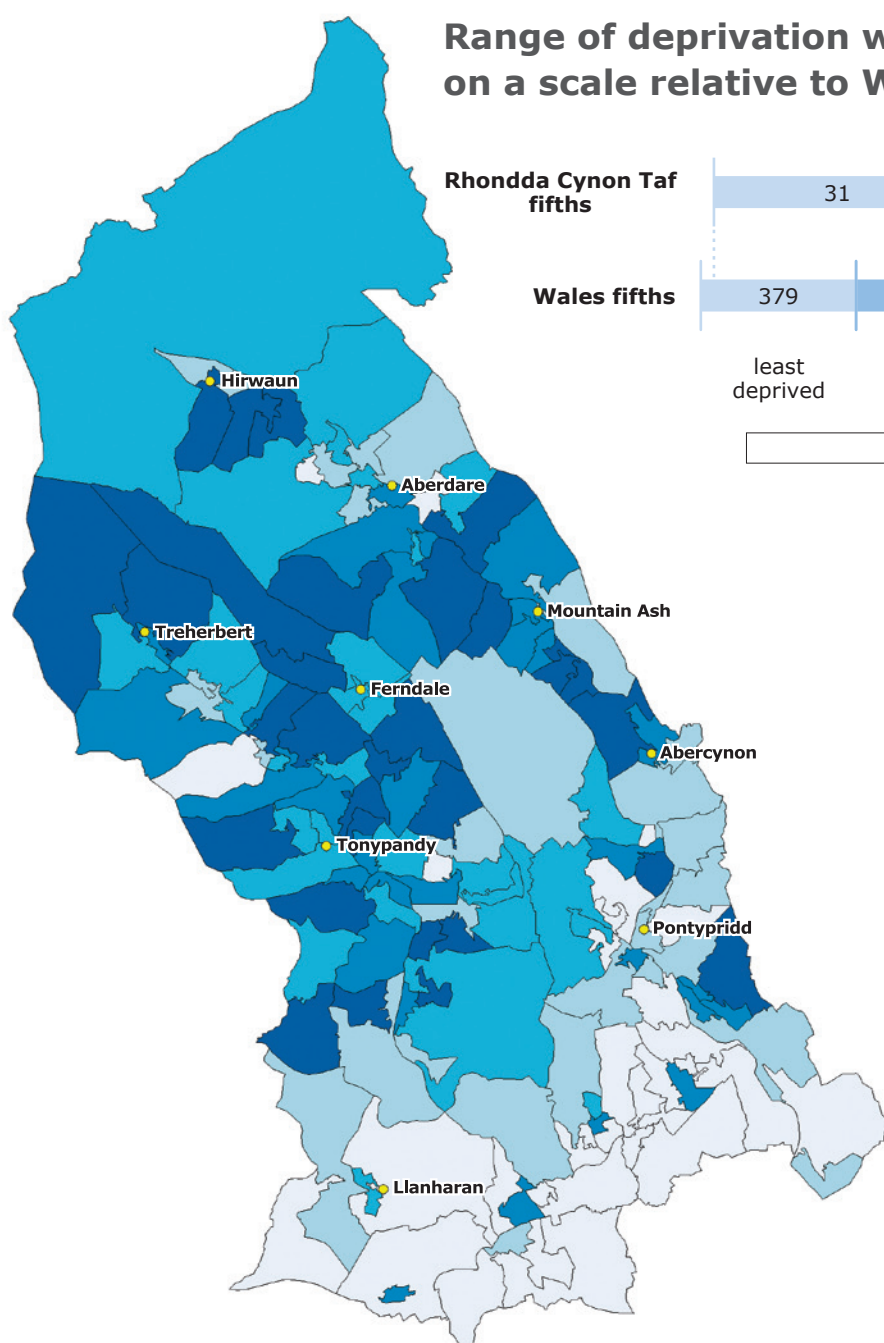 Range of deprivation w
on a scale relative to W
Rhondda Cynon Taf
fifths
31
Wales fifths
379
least
deprived
Hirwaun
Aberdare
Mountain Ash
Treherbert
Ferndale
Abercynon
Tonypandy
Pontypridd
Llanharan